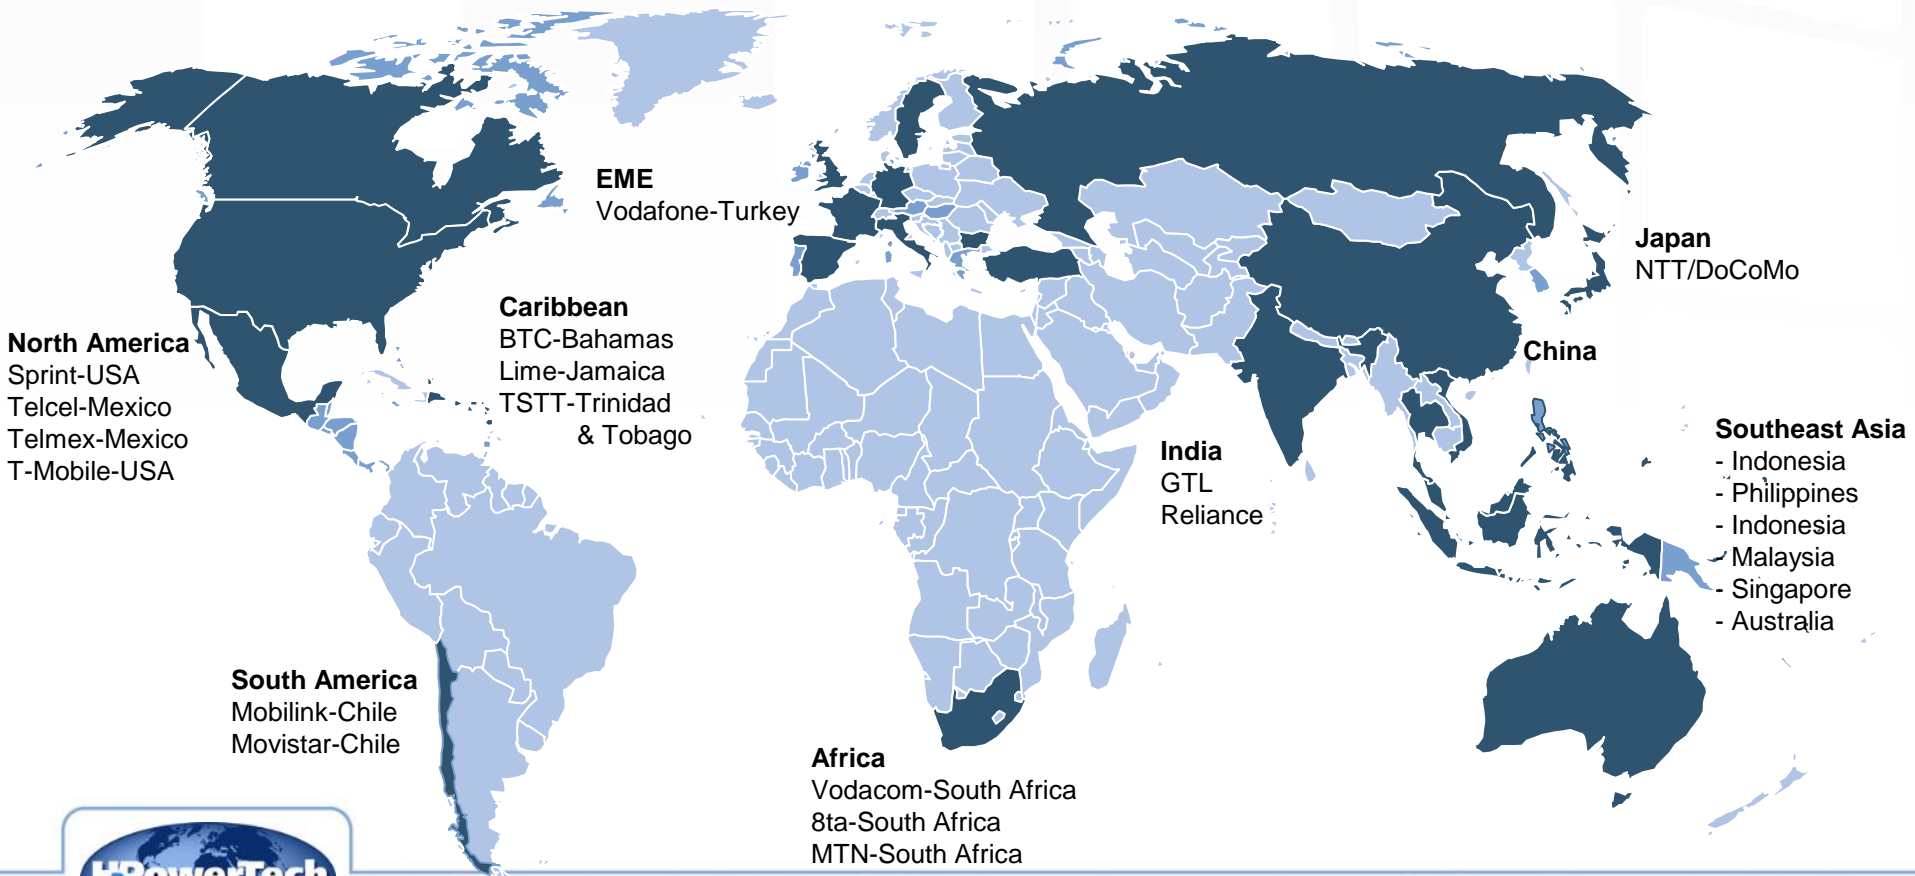 EME
Vodafone-Turkey
Japan
NTT/DoCoMo
Caribbean
BTC-Bahamas
Lime-Jamaica
TSTT-Trinidad
& Tobago
North America
Sprint-USA
Telcel-Mexico
Telmex-Mexico
T-Mobile-USA
China
Southeast Asia
- Indonesia
- Philippines
- Indonesia
- Malaysia
- Singapore
- Australia
India
GTL
Reliance
South America
Mobilink-Chile
Movistar-Chile
Africa
Vodacom-South Africa
8ta-South Africa
MTN-South Africa
PowerTech